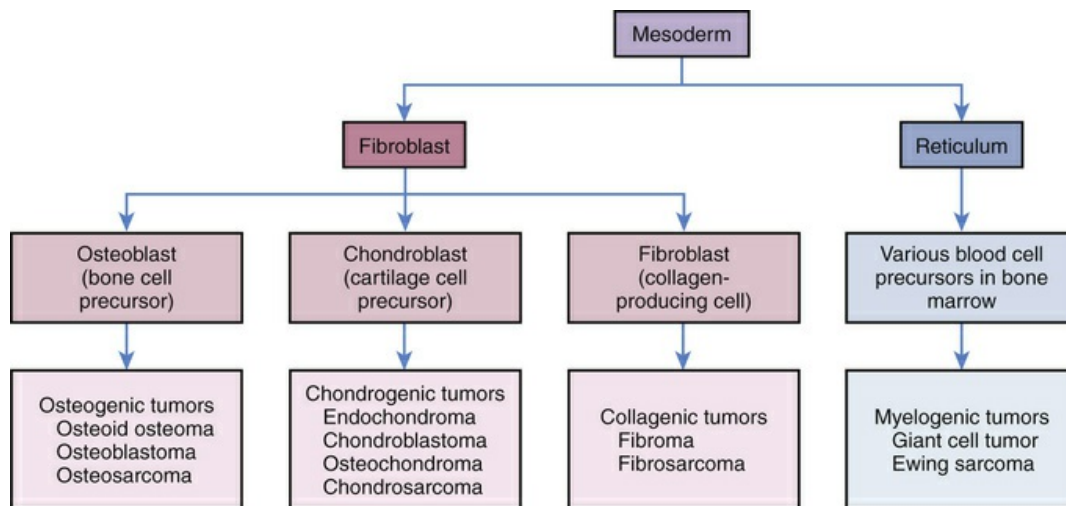 Mesoderm
Fibroblast
Reticulum
Osteoblast
(bone cell
precursor)
Chondroblast
(cartilage cell
precursor)
Fibroblast
(collagen-
producing cell)
Various blood cell
precursors in bone
marrow
Osteogenic tumors
Osteoid osteoma
Osteoblastoma
Osteosarcoma
Chondrogenic tumors
Endochondroma
Chondroblastoma
Osteochondroma
Chondrosarcoma
Collagenic tumors
Fibroma
Fibrosarcoma
Myelogenic tumors
Giant cell tumor
Ewing sarcoma